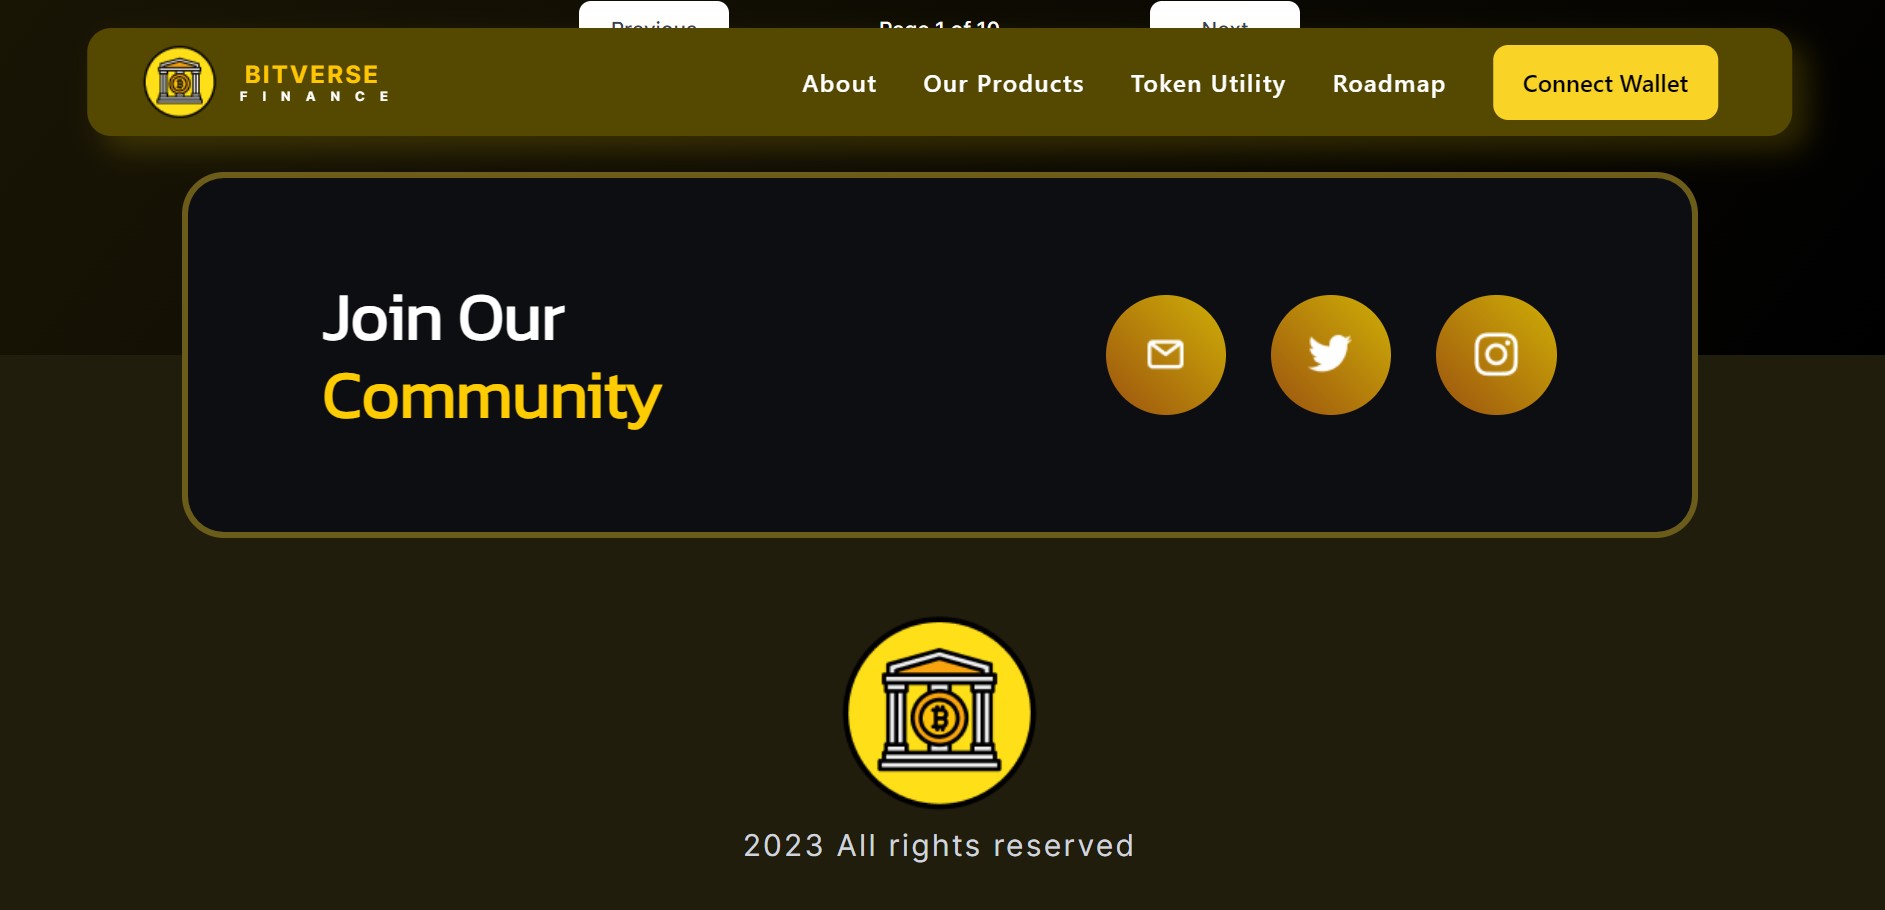 Previous
Page 1 of 10
Next
BITVERSE
FINANCE
About
Our Products
Token Utility
Roadmap
Connect Wallet
Join Our
Community
2023 All rights reserved